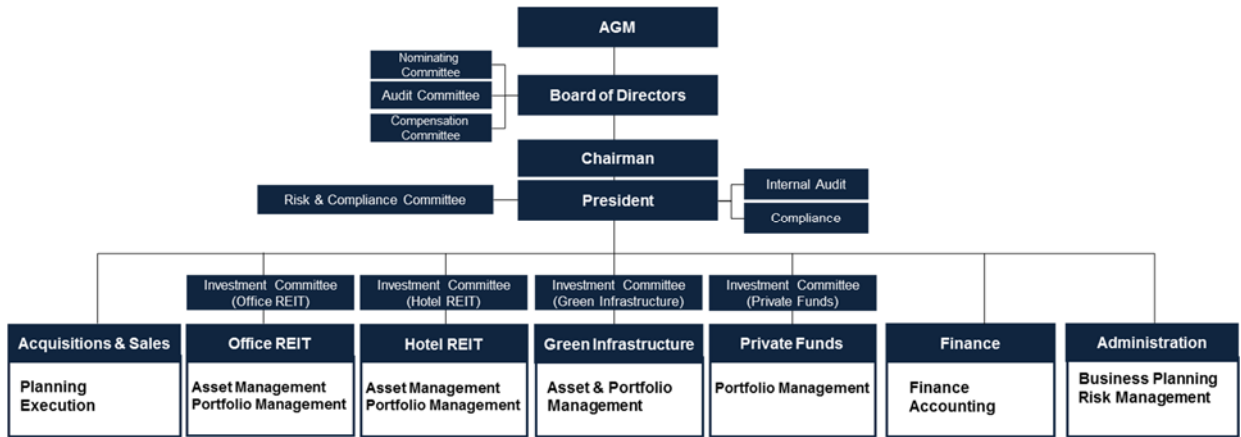 AGM
Nominating
Committee
Audit Committee
Compensation
Committee
Board of Directors
Chairman
President
Risk & Compliance Committee
Internal Audit
Compliance
Investment Committee
(Office REIT)
Investment Committee
(Hotel REIT)
Investment Committee
(Green Infrastructure)
Investment Committee
(Private Funds)
Acquisitions & Sales
Planning
Execution
Office REIT
Asset Management
Portfolio Management
Hotel REIT
Asset Management
Portfolio Management
Green Infrastructure
Asset & Portfolio
Management
Private Funds
Portfolio Management
Finance
Finance
Accounting
Administration
Business Planning
Risk Management